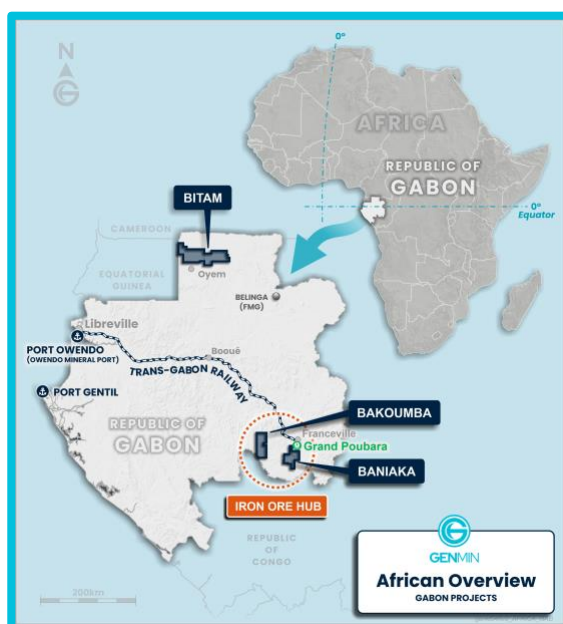 N
0°
AFRICA
REPUBLIC OF
GABON
0°
Equator
BITAM
CAMEROON
EQUATORIAL
GUINEA
Oyem
BELINGA
(FMG)
Libreville
PORT OWENDO
(OWENDO MINERAL PORT)
Booué
TRANS-GABON RAILWAY
PORT GENTIL
REPUBLIC OF
GABON
BAKOUMBA
Franceville
Grand Poubara
BANIAKA
IRON ORE HUB
REPUBLIC
OF
CONGO
200km
GENMIN
African Overview
GABON PROJECTS